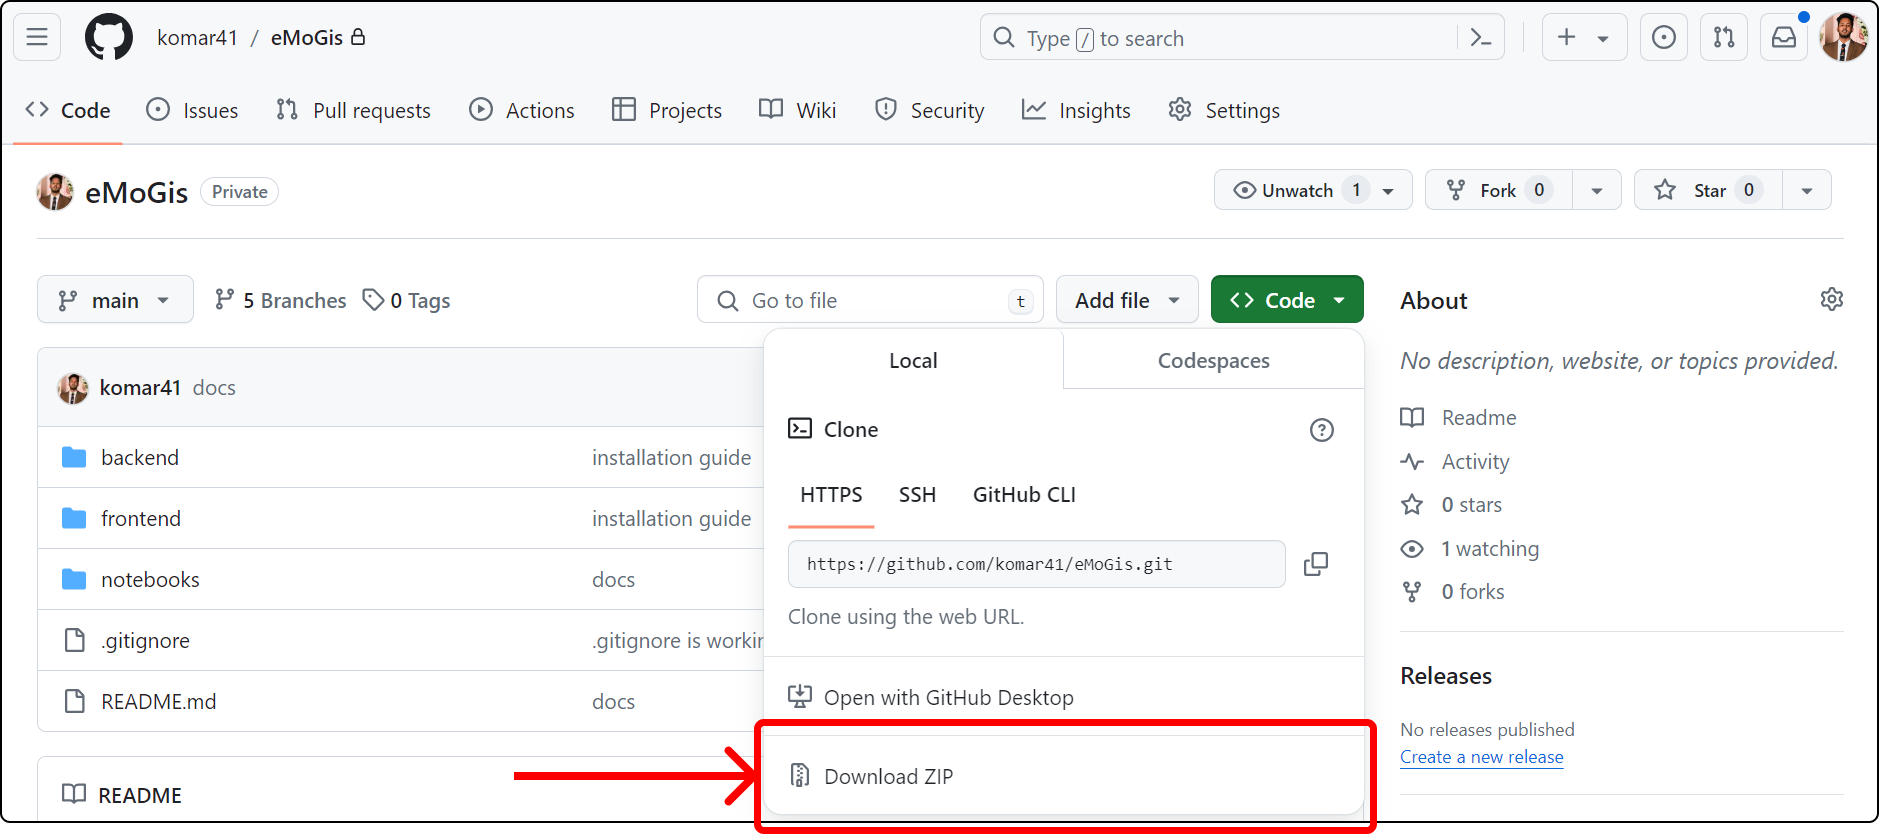 komar41 / eMoGis
Type / to search
Code Issues Pull requests Actions Projects Wiki Security Insights Settings
eMoGis Private
Unwatch 1 Fork 0 Star 0
main 5 Branches 0 Tags Go to file t Add file Code
Local Codespaces
Clone
HTTPS SSH GitHub CLI
https://github.com/komar41/eMoGis.git
Clone using the web URL.
Open with GitHub Desktop
Download ZIP
komar41 docs
backend installation guide
frontend installation guide
notebooks docs
.gitignore .gitignore is workin
README.md docs
README
About
No description, website, or topics provided.
Readme
Activity
0 stars
1 watching
0 forks
Releases
No releases published
Create a new release